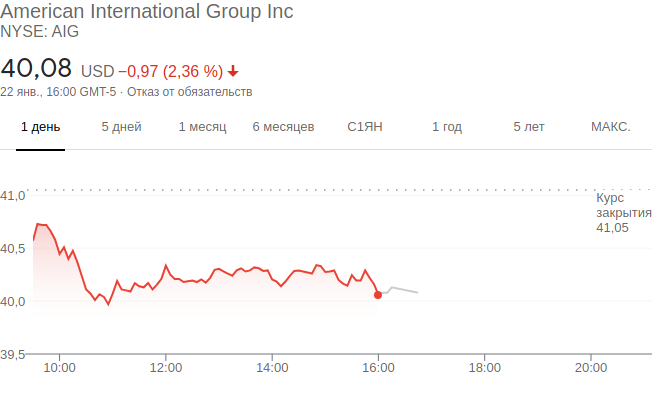 American International Group Inc
NYSE: AIG
40,08 USD −0,97 (2,36 %)
22 янв., 16:00 GMT-5 · Отказ от обязательств
1 день 5 дней 1 месяц 6 месяцев С1ЯН 1 год 5 лет МАКС.
41,0
Курс
закрытия
41,05
40,5
40,0
39,5
10:00 12:00 14:00 16:00 18:00 20:00